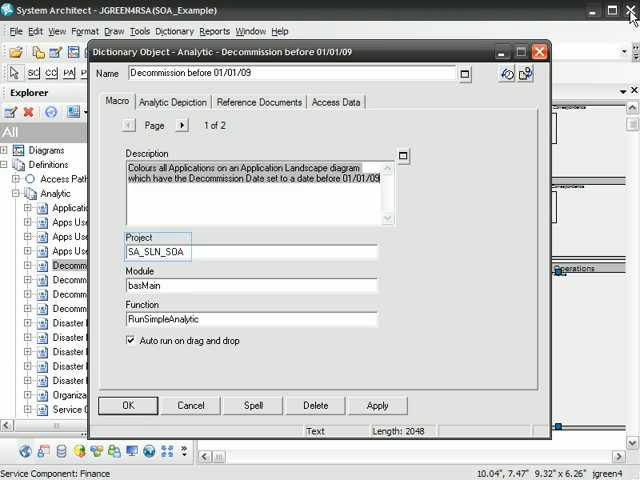 System Architect - JGREEN4RSA (SOA_Example)
File Edit View Format Draw Tools Dictionary Reports Window Help
Dictionary Object - Analytic - Decommission before 01/01/09
Name Decommission before 01/01/09
Macro Analytic Depiction Reference Documents Access Data
Page 1 of 2
Description
Colours all Applications on an Application Landscape diagram
which have the Decommission Date set to a date before 01/01/09
Project
SA_SLN_SOA
Module
basMain
Function
RunSimpleAnalytic
Auto run on drag and drop
OK Cancel Spell Delete Apply
Text Length: 2048
SC CC PA
Explorer
All
Diagrams
Definitions
Access Path
Analytic
Applicatio
Apps Use
Apps Use
Apps Use
Decomm
Decomm
Decomm
Decomm
Disaster
Disaster
Disaster
Disaster
Disaster
Organiza
Service C
Correspondence
Correspondence
Operations
Service Component: Finance
10.04", 7.47" 9.32" x 6.26" jgreen4